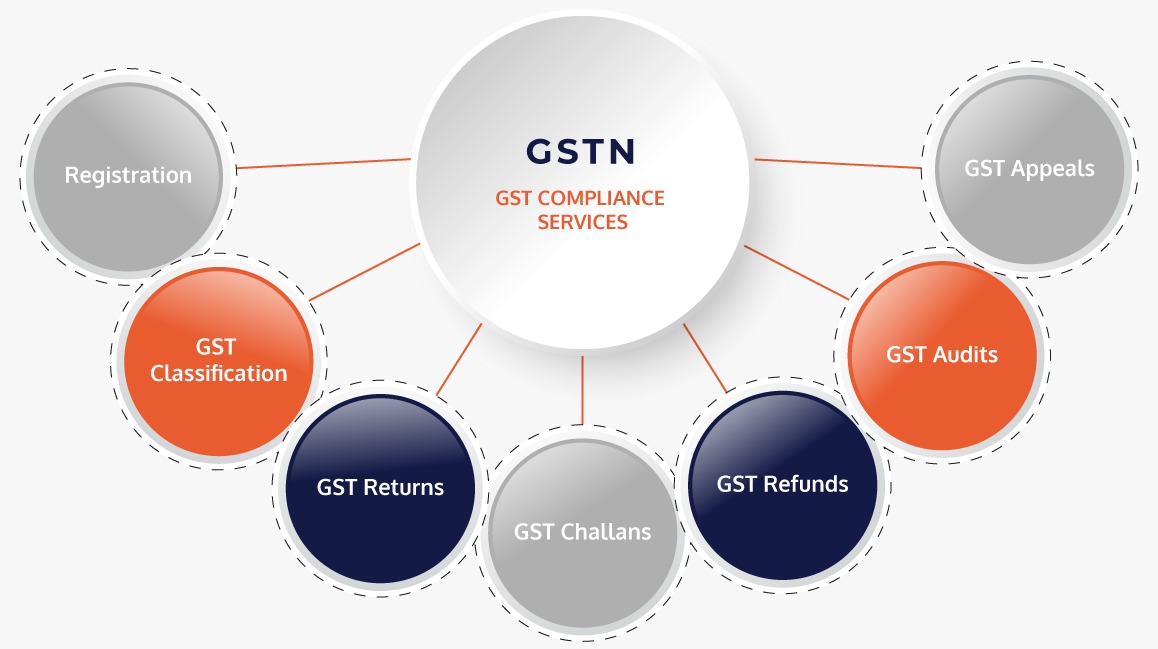 GSTN
GST COMPLIANCE
SERVICES
Registration
GST
Classification
GST Returns
GST Challans
GST Refunds
GST Audits
GST Appeals